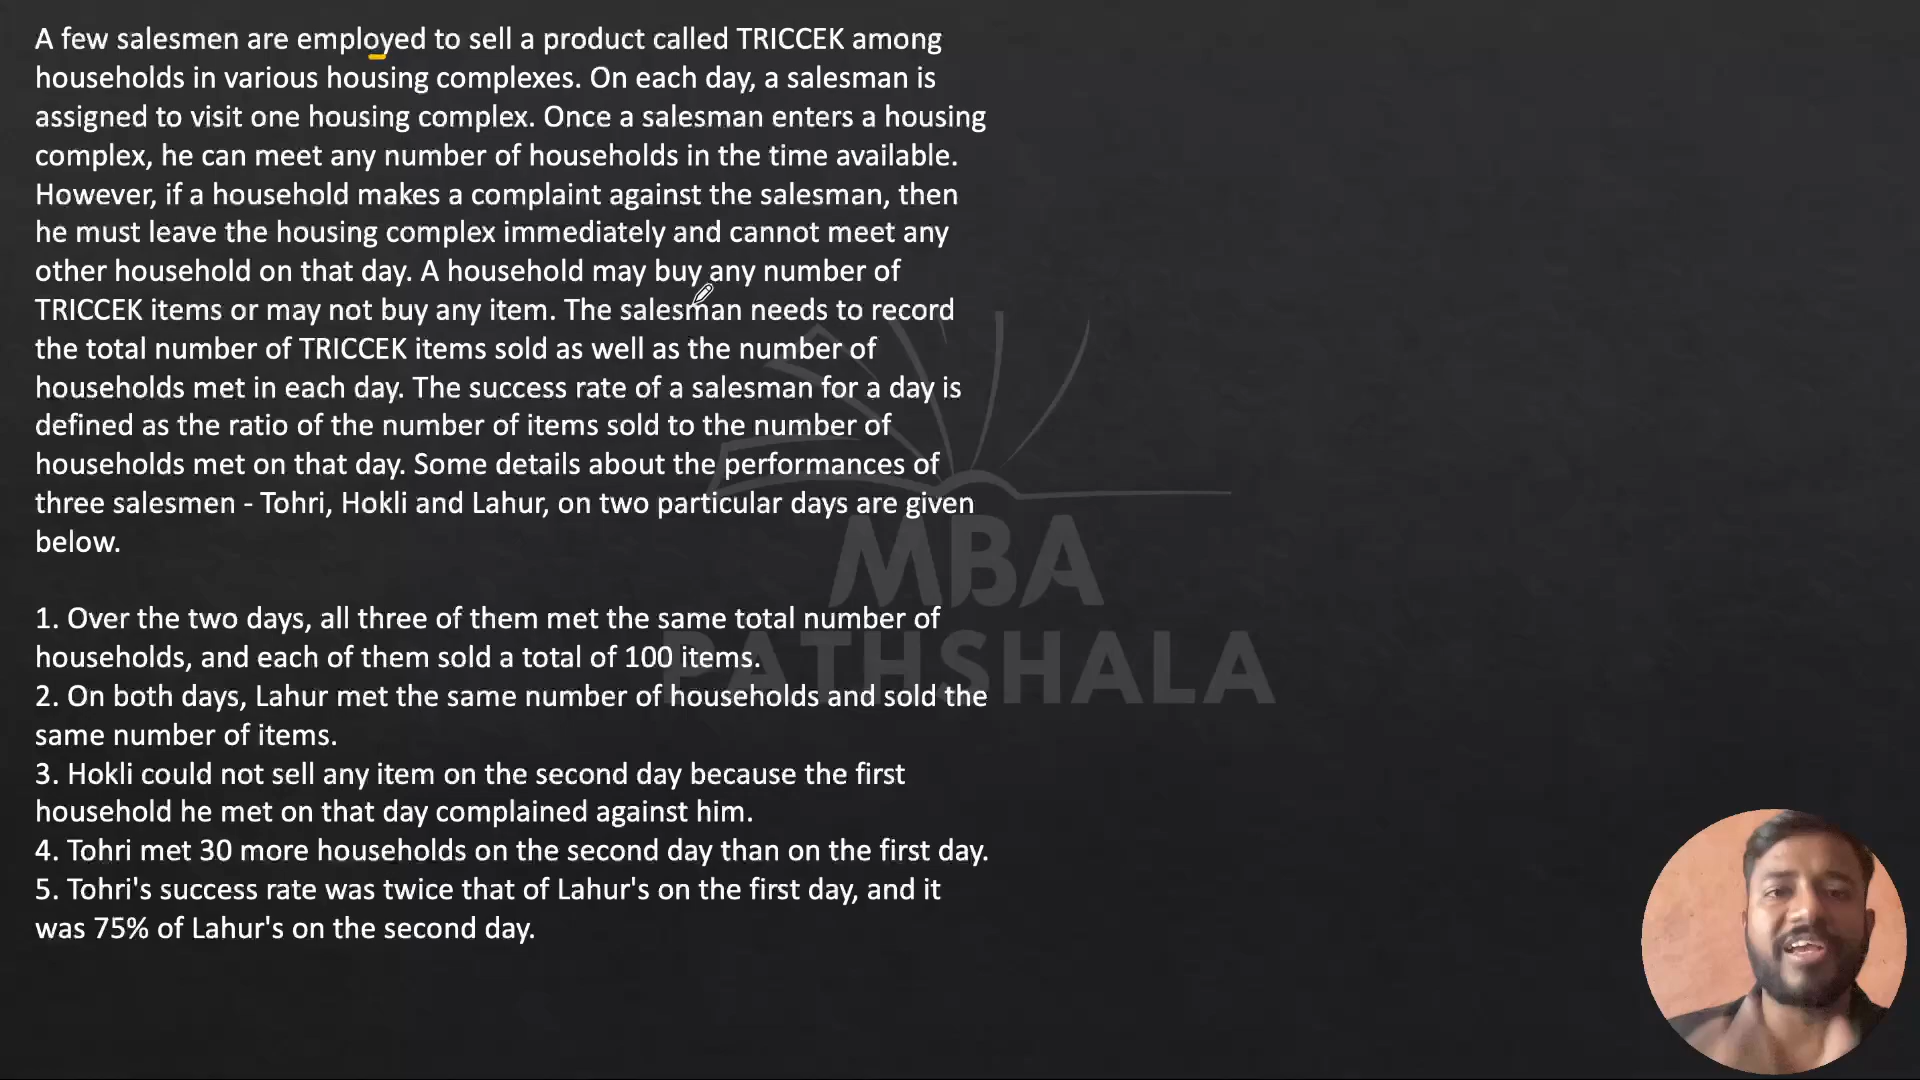 A few salesmen are employed to sell a product called TRICCEK among
households in various housing complexes. On each day, a salesman is
assigned to visit one housing complex. Once a salesman enters a housing
complex, he can meet any number of households in the time available.
However, if a household makes a complaint against the salesman, then
he must leave the housing complex immediately and cannot meet any
other household on that day. A household may buy any number of
TRICCEK items or may not buy any item. The salesman needs to record
the total number of TRICCEK items sold as well as the number of
households met in each day. The success rate of a salesman for a day is
defined as the ratio of the number of items sold to the number of
households met on that day. Some details about the performances of
three salesmen - Tohri, Hokli and Lahur, on two particular days are given
below.
1. Over the two days, all three of them met the same total number of
households, and each of them sold a total of 100 items.
2. On both days, Lahur met the same number of households and sold the
same number of items.
3. Hokli could not sell any item on the second day because the first
household he met on that day complained against him.
4. Tohri met 30 more households on the second day than on the first day.
5. Tohri's success rate was twice that of Lahur's on the first day, and it
was 75% of Lahur's on the second day.
MBA
PATHSHALA